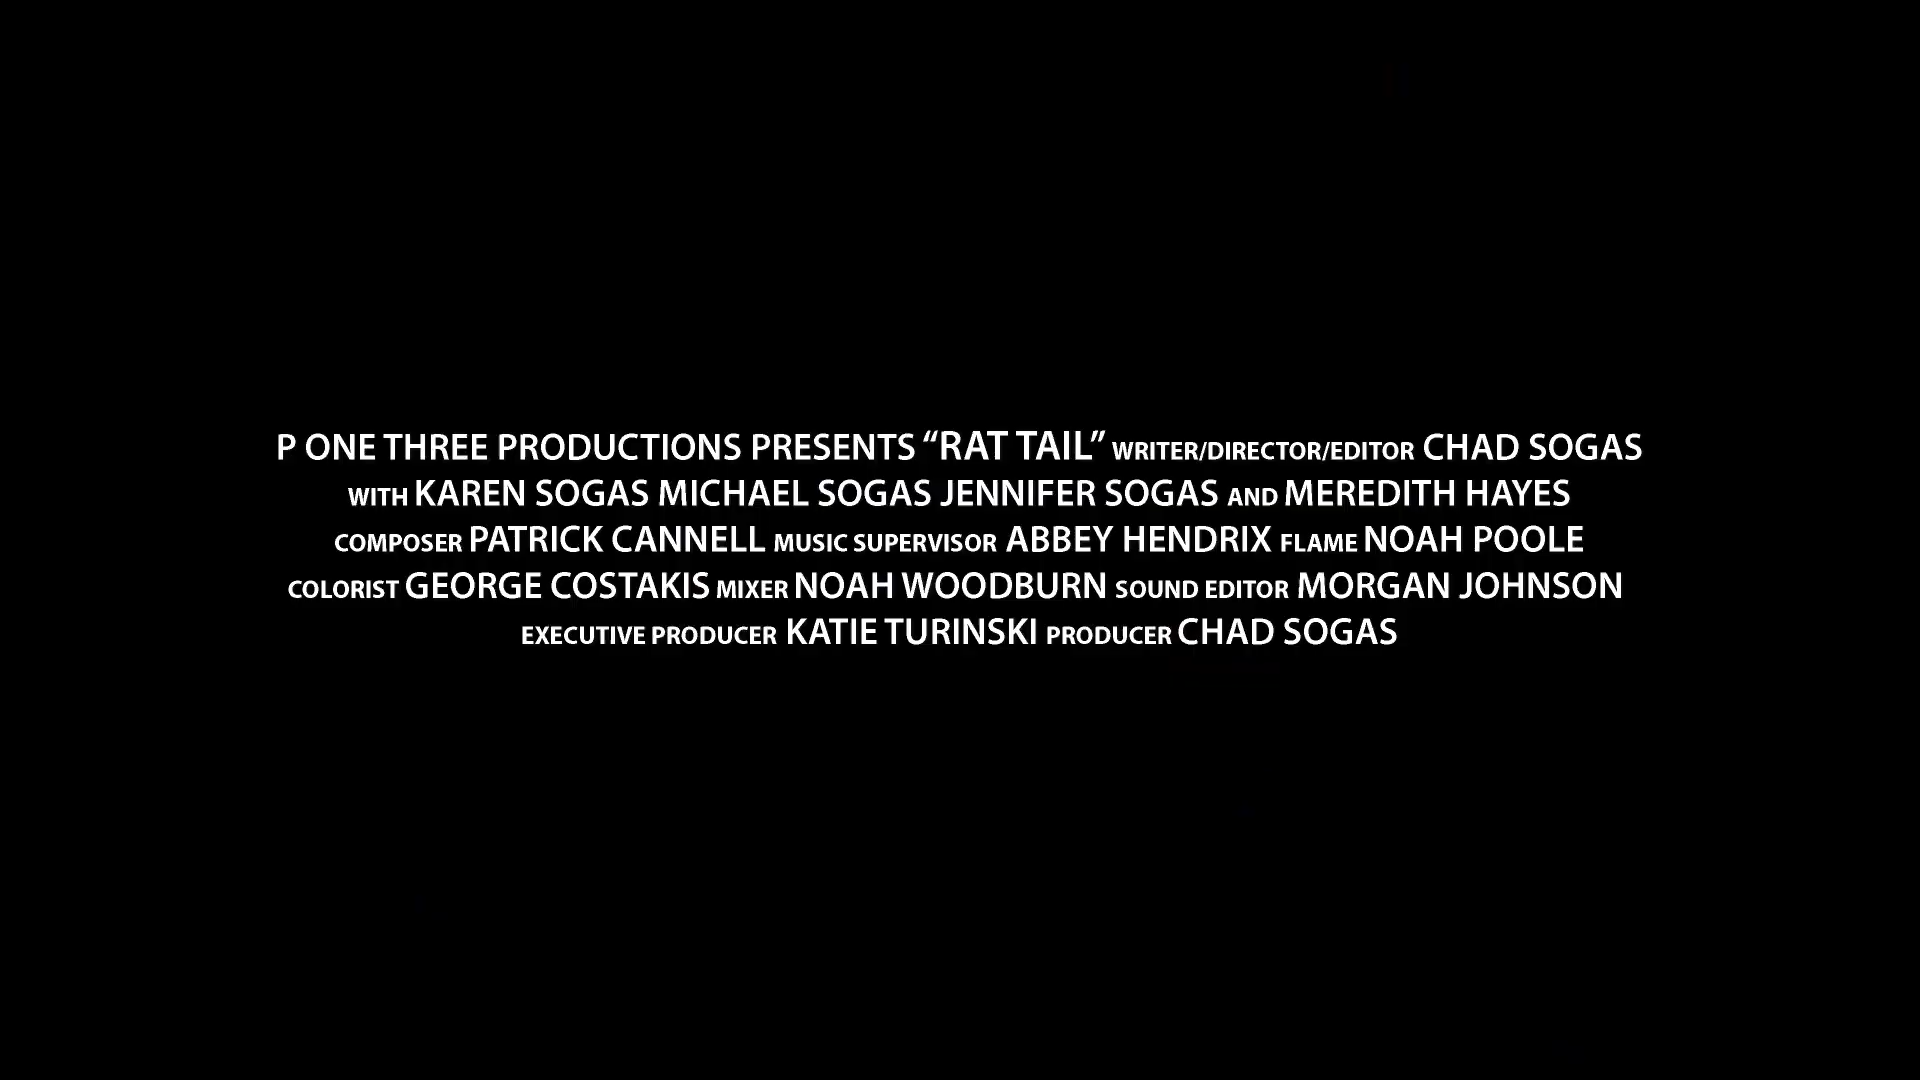 P ONE THREE PRODUCTIONS PRESENTS “RAT TAIL” WRITER/DIRECTOR/EDITOR CHAD SOGAS
WITH KAREN SOGAS MICHAEL SOGAS JENNIFER SOGAS AND MEREDITH HAYES
COMPOSER PATRICK CANNELL MUSIC SUPERVISOR ABBEY HENDRIX FLAME NOAH POOLE
COLORIST GEORGE COSTAKIS MIXER NOAH WOODBURN SOUND EDITOR MORGAN JOHNSON
EXECUTIVE PRODUCER KATIE TURINSKI PRODUCER CHAD SOGAS